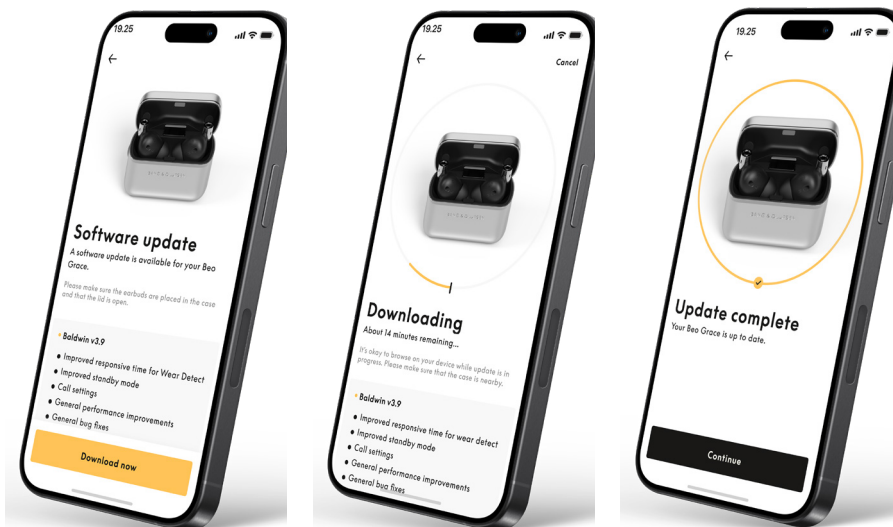 19.25
Software update
A software update is available for your Beo
Grace.
Please make sure the earbuds are placed in the case
and that the lid is open.
Baldwin v3.9
Improved responsive time for Wear Detect
Improved standby mode
Call settings
General performance improvements
General bug fixes
Download now
19.25
Cancel
Downloading
About 14 minutes remaining...
It's okay to browse on your device while update is in
progress. Please make sure that the case is nearby.
Baldwin v3.9
Improved responsive time for wear detect
Improved standby mode
Call settings
General performance improvements
General bug fixes
19.25
Update complete
Your Beo Grace is up to date.
Continue